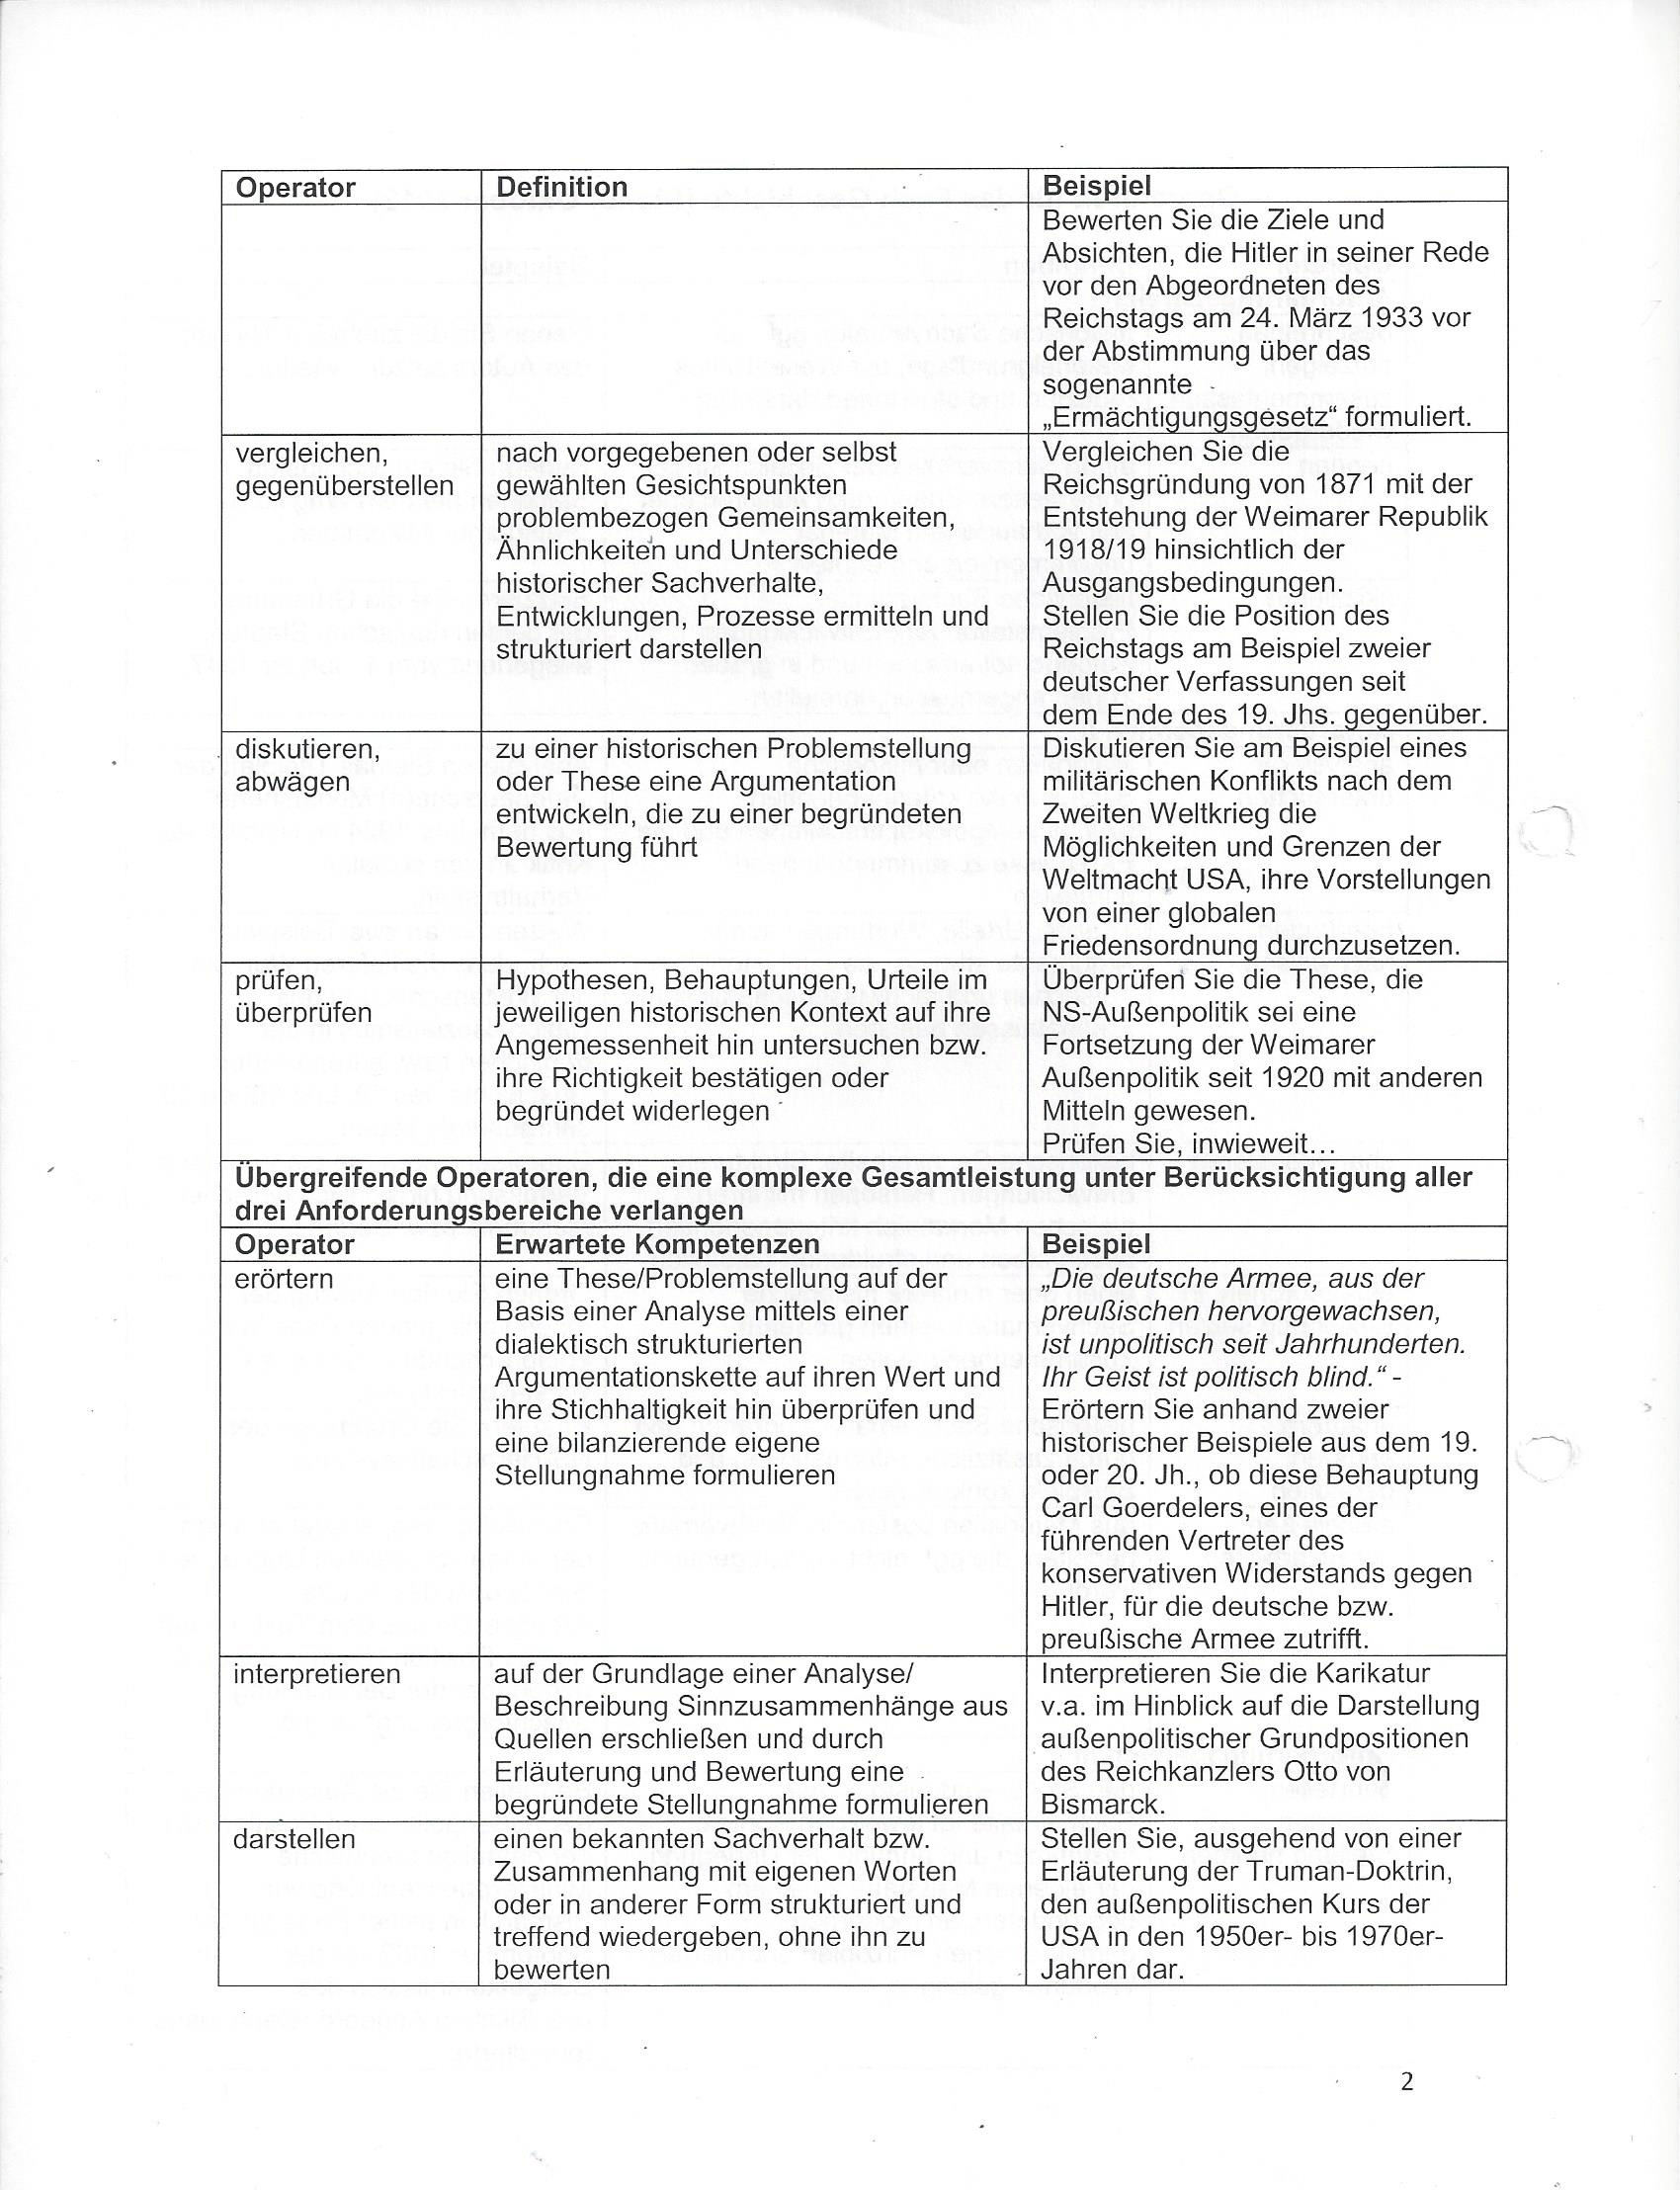 Operator Definition Beispiel
Bewerten Sie die Ziele und
Absichten, die Hitler in seiner Rede
vor den Abgeordneten des
Reichstags am 24. März 1933 vor
der Abstimmung über das
sogenannte
„Ermächtigungsgesetz“ formuliert.
vergleichen,
gegenüberstellen
nach vorgegebenen oder selbst
gewählten Gesichtspunkten
problembezogen Gemeinsamkeiten,
Ähnlichkeiten und Unterschiede
historischer Sachverhalte,
Entwicklungen, Prozesse ermitteln und
strukturiert darstellen
Vergleichen Sie die
Reichsgründung von 1871 mit der
Entstehung der Weimarer Republik
1918/19 hinsichtlich der
Ausgangsbedingungen.
Stellen Sie die Position des
Reichstags am Beispiel zweier
deutscher Verfassungen seit
dem Ende des 19. Jhs. gegenüber.
diskutieren,
abwägen
zu einer historischen Problemstellung
oder These eine Argumentation
entwickeln, die zu einer begründeten
Bewertung führt
Diskutieren Sie am Beispiel eines
militärischen Konflikts nach dem
Zweiten Weltkrieg die
Möglichkeiten und Grenzen der
Weltmacht USA, ihre Vorstellungen
von einer globalen
Friedensordnung durchzusetzen.
prüfen,
überprüfen
Hypothesen, Behauptungen, Urteile im
jeweiligen historischen Kontext auf ihre
Angemessenheit hin untersuchen bzw.
ihre Richtigkeit bestätigen oder
begründet widerlegen
Überprüfen Sie die These, die
NS-Außenpolitik sei eine
Fortsetzung der Weimarer
Außenpolitik seit 1920 mit anderen
Mitteln gewesen.
Prüfen Sie, inwieweit...
Übergreifende Operatoren, die eine komplexe Gesamtleistung unter Berücksichtigung aller
drei Anforderungsbereiche verlangen
Operator Erwartete Kompetenzen Beispiel
erörtern
eine These/Problemstellung auf der
Basis einer Analyse mittels einer
dialektisch strukturierten
Argumentationskette auf ihren Wert und
ihre Stichhaltigkeit hin überprüfen und
eine bilanzierende eigene
Stellungnahme formulieren
„Die deutsche Armee, aus der
preußischen hervorgewachsen,
ist unpolitisch seit Jahrhunderten.
Ihr Geist ist politisch blind.“ -
Erörtern Sie anhand zweier
historischer Beispiele aus dem 19.
oder 20. Jh., ob diese Behauptung
Carl Goerdelers, eines der
führenden Vertreter des
konservativen Widerstands gegen
Hitler, für die deutsche bzw.
preußische Armee zutrifft.
interpretieren
auf der Grundlage einer Analyse/
Beschreibung Sinnzusammenhänge aus
Quellen erschließen und durch
Erläuterung und Bewertung eine
begründete Stellungnahme formulieren
Interpretieren Sie die Karikatur
v.a. im Hinblick auf die Darstellung
außenpolitischer Grundpositionen
des Reichkanzlers Otto von
Bismarck.
darstellen
einen bekannten Sachverhalt bzw.
Zusammenhang mit eigenen Worten
oder in anderer Form strukturiert und
treffend wiedergeben, ohne ihn zu
bewerten
Stellen Sie, ausgehend von einer
Erläuterung der Truman-Doktrin,
den außenpolitischen Kurs der
USA in den 1950er- bis 1970er-
Jahren dar.
2